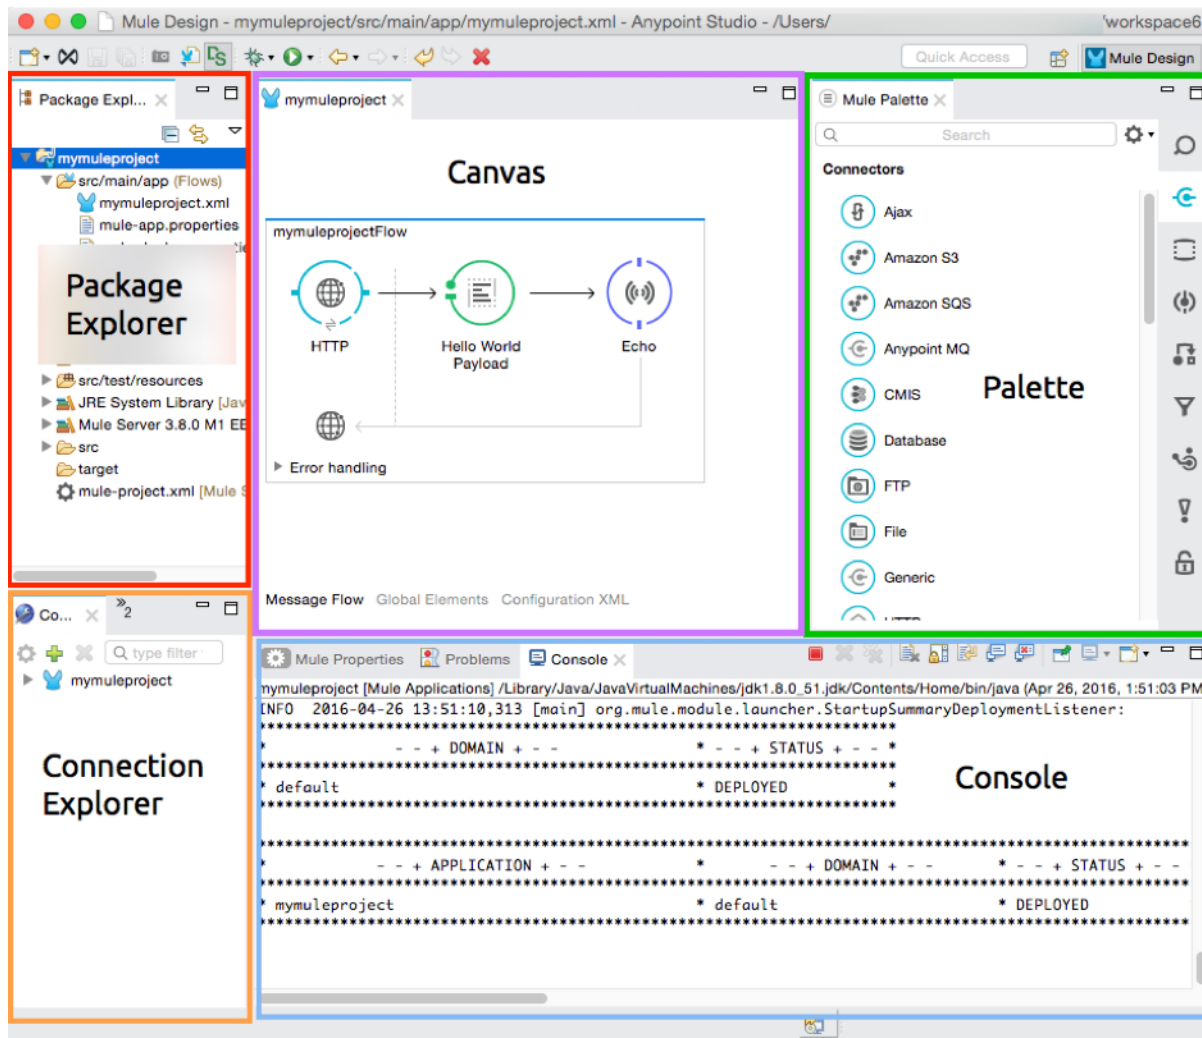 Mule Design - mymuleproject/src/main/app/mymuleproject.xml - Anypoint Studio - /Users/ /workspace6
Quick Access
Mule Design
Package Expl...
mymuleproject
src/main/app (Flows)
mymuleproject.xml
mule-app.properties
Package
Explorer
src/test/resources
JRE System Library [Jav
Mule Server 3.8.0 M1 EE
src
target
mule-project.xml [Mule S
mymuleproject
Canvas
mymuleprojectFlow
HTTP
Hello World
Payload
Echo
Error handling
Message Flow Global Elements Configuration XML
Mule Palette
Search
Connectors
Ajax
Amazon S3
Amazon SQS
Anypoint MQ
CMIS
Database
FTP
File
Generic
Palette
Co...
»2
type filter
mymuleproject
Connection
Explorer
Mule Properties Problems Console
mymuleproject [Mule Applications] /Library/Java/JavaVirtualMachines/jdk1.8.0_51.jdk/Contents/Home/bin/java (Apr 26, 2016, 1:51:03 PM
INFO 2016-04-26 13:51:10,313 [main] org.mule.module.launcher.StartupSummaryDeploymentListener:
**********************************************************************
* - - + DOMAIN + - - * - - + STATUS + - - *
**********************************************************************
* default * DEPLOYED *
**********************************************************************
*******************************************************************************************************
* - - + APPLICATION + - - * - - + DOMAIN + - - * - - + STATUS + - -
*******************************************************************************************************
* mymuleproject * default * DEPLOYED
*******************************************************************************************************
Console